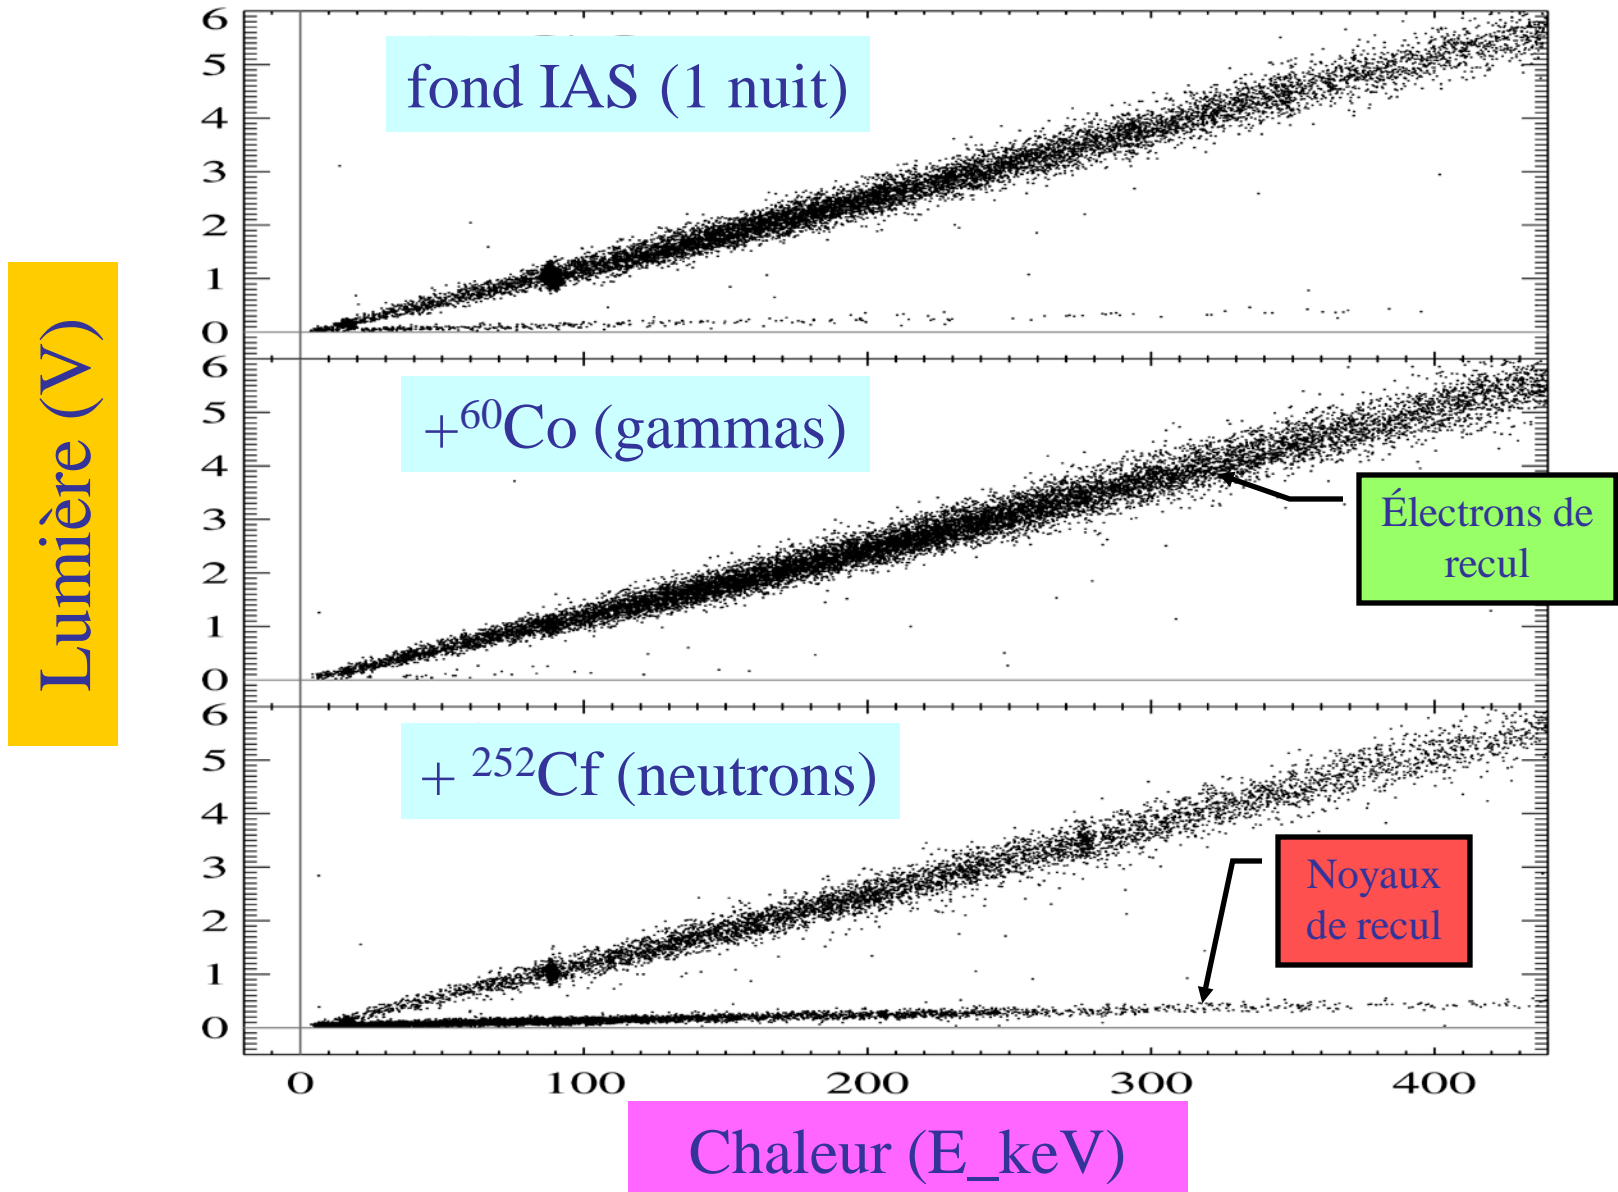 6
5
4
3
2
1
0
fond IAS (1 nuit)
6
5
4
3
2
1
0
+⁶⁰Co (gammas)
Électrons de
recul
6
5
4
3
2
1
0
+ ²⁵²Cf (neutrons)
Noyaux
de recul
0 100 200 300 400
Lumière (V)
Chaleur (E_keV)